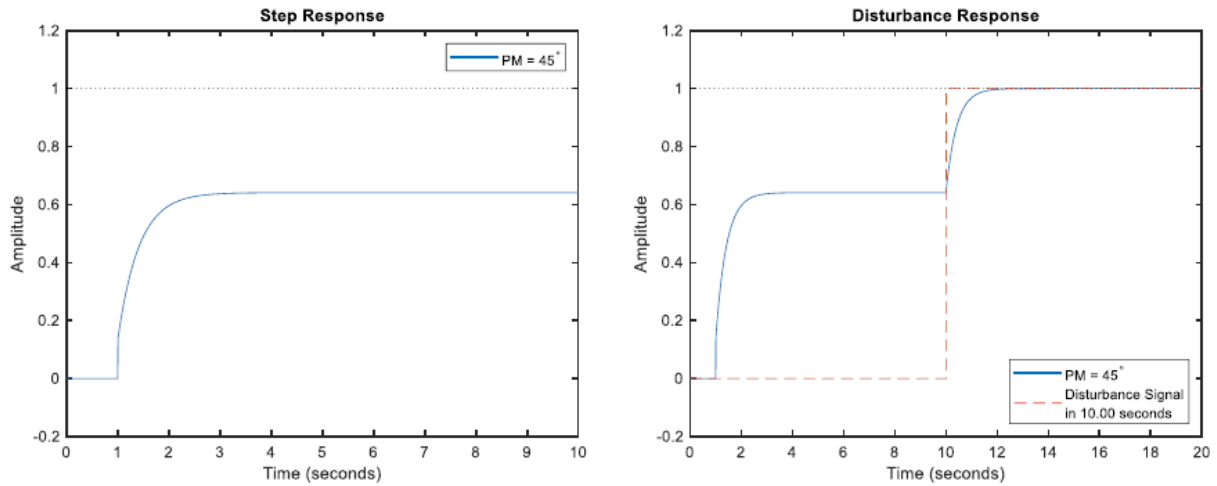 Step Response
1.2
1
0.8
0.6
0.4
0.2
0
-0.2
Amplitude
PM = 45°
0 1 2 3 4 5 6 7 8 9 10
Time (seconds)
Disturbance Response
1.2
1
0.8
0.6
0.4
0.2
0
-0.2
Amplitude
PM = 45°
Disturbance Signal
in 10.00 seconds
0 2 4 6 8 10 12 14 16 18 20
Time (seconds)